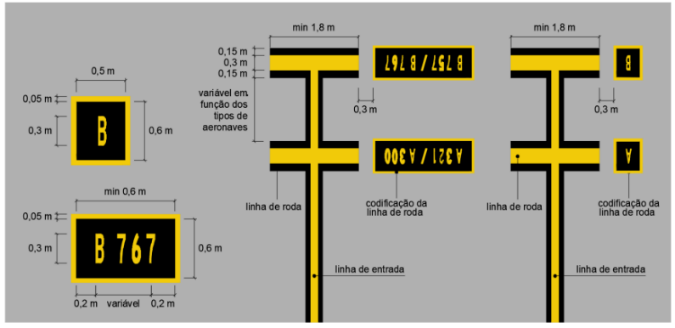 0,5 m
0,05 m
0,3 m
B
0,6 m
min 0,6 m
0,05 m
0,3 m
B 767
0,6 m
0,2 m
variável
0,2 m
min 1,8 m
0,15 m
0,3 m
0,15 m
B 757 / B 767
variável em
função dos
tipos de
aeronaves
0,3 m
A 321 / A 300
linha de roda
codificação da
linha de roda
linha de entrada
min 1,8 m
B
0,3 m
A
linha de roda
codificação da
linha de roda
linha de entrada